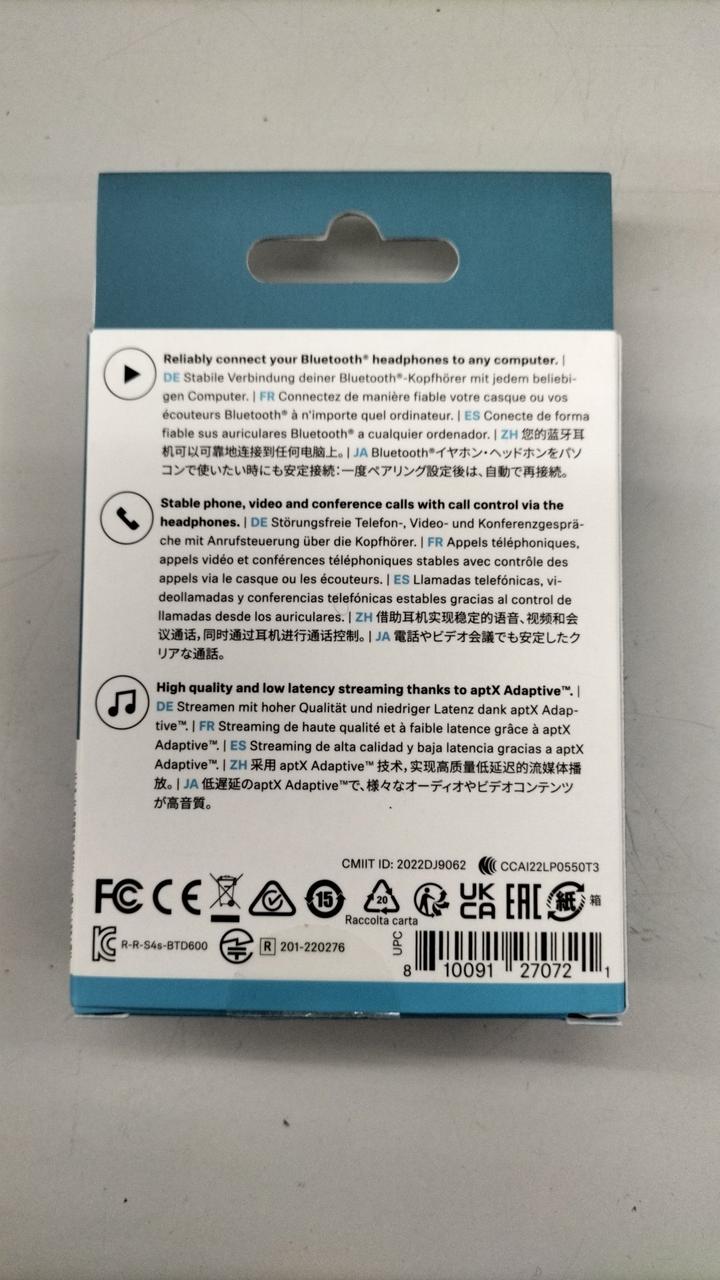 Reliably connect your Bluetooth® headphones to any computer. |
DE Stabile Verbindung deiner Bluetooth®-Kopfhörer mit jedem beliebi-
gen Computer. | FR Connectez de manière fiable votre casque ou vos
écouteurs Bluetooth® à n'importe quel ordinateur. | ES Conecte de forma
fiable sus auriculares Bluetooth® a cualquier ordenador. | ZH 您的蓝牙耳
机可以可靠地连接到任何电脑上。| JA Bluetooth®イヤホン・ヘッドホンをパソ
コンで使いたい時にも安定接続:一度ペアリング設定後は、自動で再接続。
Stable phone, video and conference calls with call control via the
headphones. | DE Störungsfreie Telefon-, Video- und Konferenzgesprä-
che mit Anrufsteuerung über die Kopfhörer. | FR Appels téléphoniques,
appels vidéo et conférences téléphoniques stables avec contrôle des
appels via le casque ou les écouteurs. | ES Llamadas telefónicas, vi-
deollamadas y conferencias telefónicas estables gracias al control de
llamadas desde los auriculares. | ZH 借助耳机实现稳定的语音、视频和会
议通话,同时通过耳机进行通话控制。| JA 電話やビデオ会議でも安定したク
リアな通話。
High quality and low latency streaming thanks to aptX Adaptive™. |
DE Streamen mit hoher Qualität und niedriger Latenz dank aptX Adap-
tive™. | FR Streaming de haute qualité et à faible latence grâce à aptX
Adaptive™. | ES Streaming de alta calidad y baja latencia gracias a aptX
Adaptive™. | ZH 采用 aptX Adaptive™ 技术,实现高质量低延迟的流媒体播
放。| JA 低遅延のaptX Adaptive™で、様々なオーディオやビデオコンテンツ
が高音質。
CMIIT ID: 2022DJ9062 CCAI22LP0550T3
FC CE 15 20 UK CA EAC 紙 箱
Raccolta carta
R-R-S4s-BTD600 R 201-220276 UPC
8 10091 27072 1